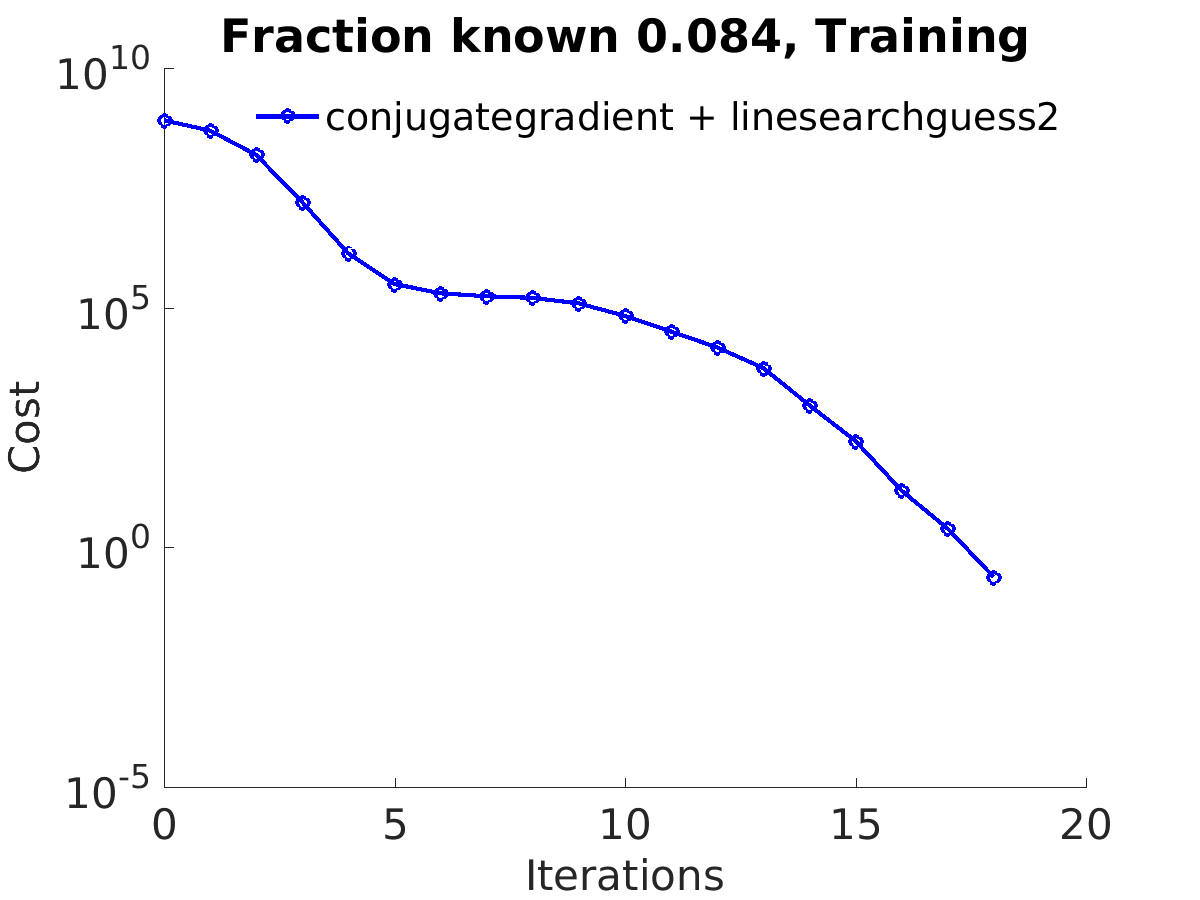 Fraction known 0.084, Training
conjugategradient + linesearchguess2
10^10
10^5
10^0
10^-5
Cost
0 5 10 15 20
Iterations